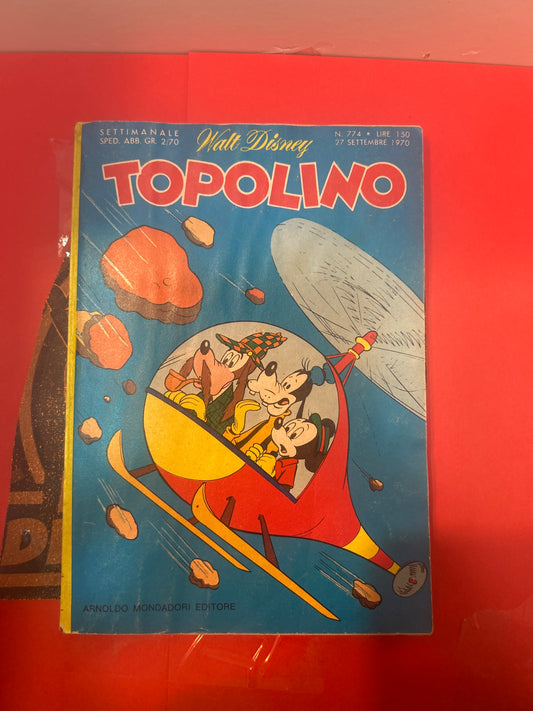 SETTIMANALE
SPED. ABB. GR. 2/70
Walt Disney
N. 774 • LIRE 150
27 SETTEMBRE 1970
TOPOLINO
ARNOLDO MONDADORI EDITORE